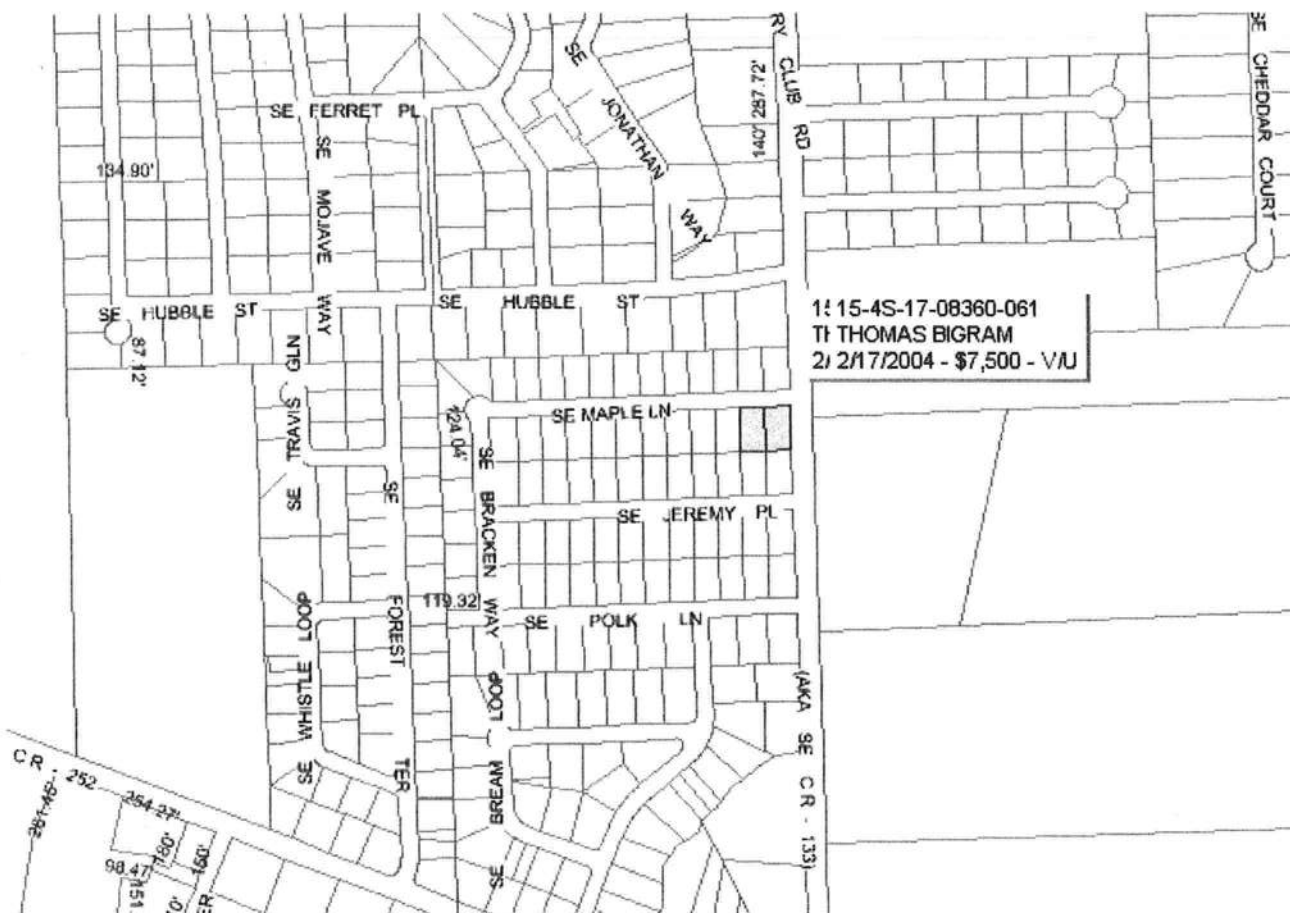 SE FERRET PL
SE MOJAVE WAY
SE JONATHAN WAY
RY CLUB RD
140' 287.72'
SE CHEDDAR COURT
134.90'
SE HUBBLE ST
SE HUBBLE ST
87.12'
15-4S-17-08360-061
THOMAS BIGRAM
2/17/2004 - $7,500 - V/U
SE TRAVIS GLN
SE MAPLE LN
124.04'
SE BRACKEN WAY
SE JEREMY PL
SE FOREST TER
119.32'
SE POLK LN
SE WHISTLE LOOP
SE BREAM LOOP
(AKA SE C R - 133)
C R - 252
254.27'
180'
150'
98.47'
151.
ER